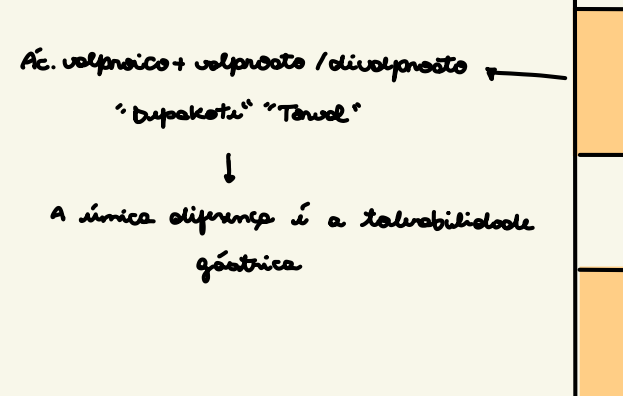 Ác. valproico + valproato / divalproato
"Depakote" "Torval"
A única diferença é a tolerabilidade
gástrica